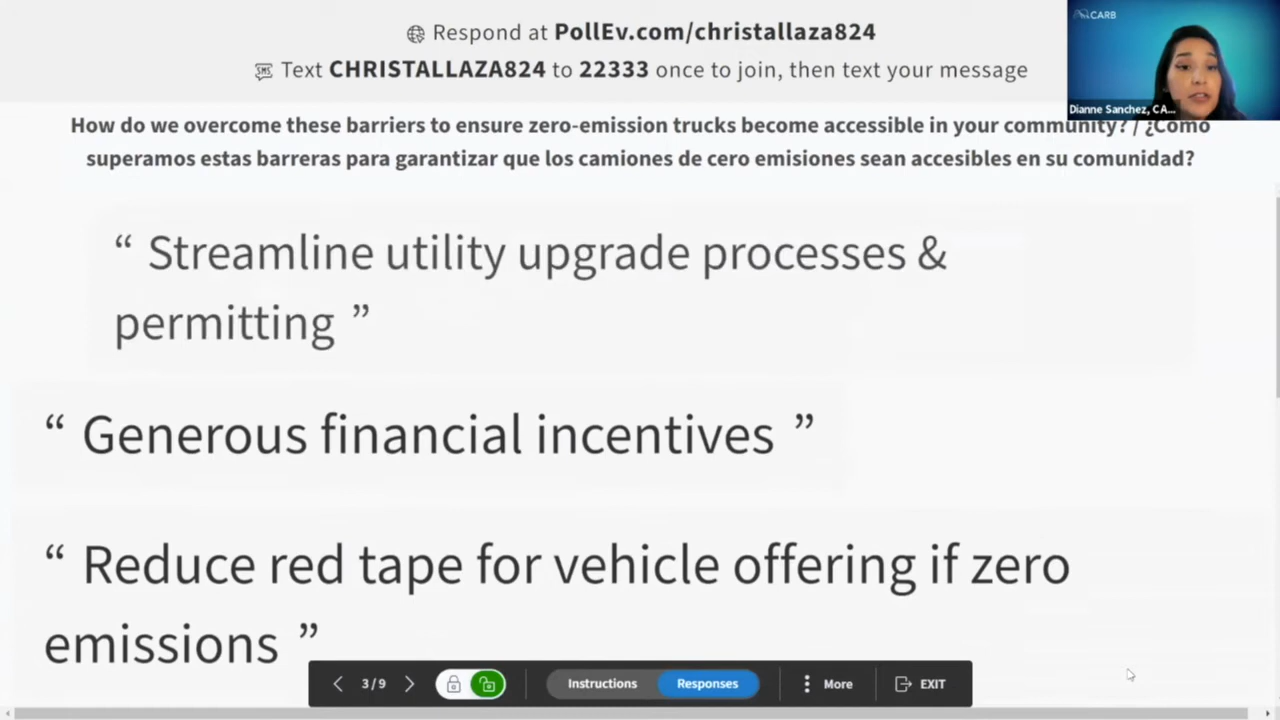 Respond at PollEv.com/christallaza824
Text CHRISTALLAZA824 to 22333 once to join, then text your message
CARB
Dianne Sanchez, CA...
How do we overcome these barriers to ensure zero-emission trucks become accessible in your community? / ¿Cómo
superamos estas barreras para garantizar que los camiones de cero emisiones sean accesibles en su comunidad?
“ Streamline utility upgrade processes &
permitting ”
“ Generous financial incentives ”
“ Reduce red tape for vehicle offering if zero
emissions ”
3/9 Instructions Responses More EXIT